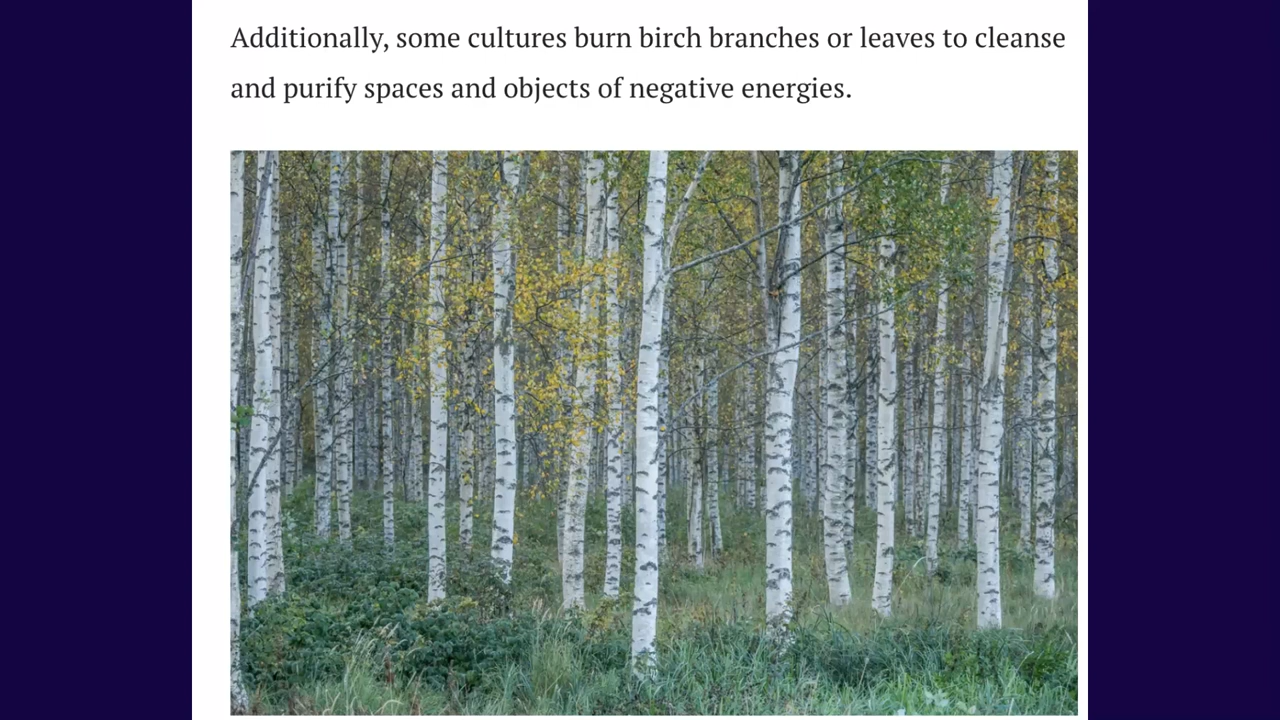 Additionally, some cultures burn birch branches or leaves to cleanse
and purify spaces and objects of negative energies.